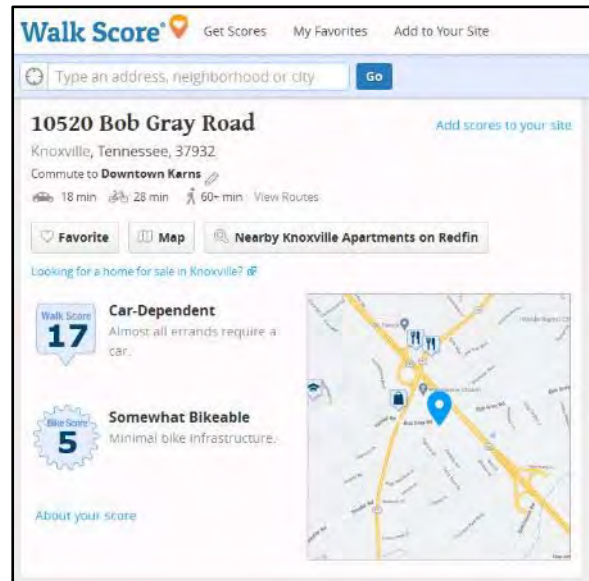 Walk Score® Get Scores My Favorites Add to Your Site
Type an address, neighborhood or city Go
10520 Bob Gray Road Add scores to your site
Knoxville, Tennessee, 37932
Commute to Downtown Karns
18 min 28 min 60+ min View Routes
Favorite Map Nearby Knoxville Apartments on Redfin
Looking for a home for sale in Knoxville?
Walk Score
17
Car-Dependent
Almost all errands require a
car.
Bike Score
5
Somewhat Bikeable
Minimal bike infrastructure.
About your score
Bob Gray Rd